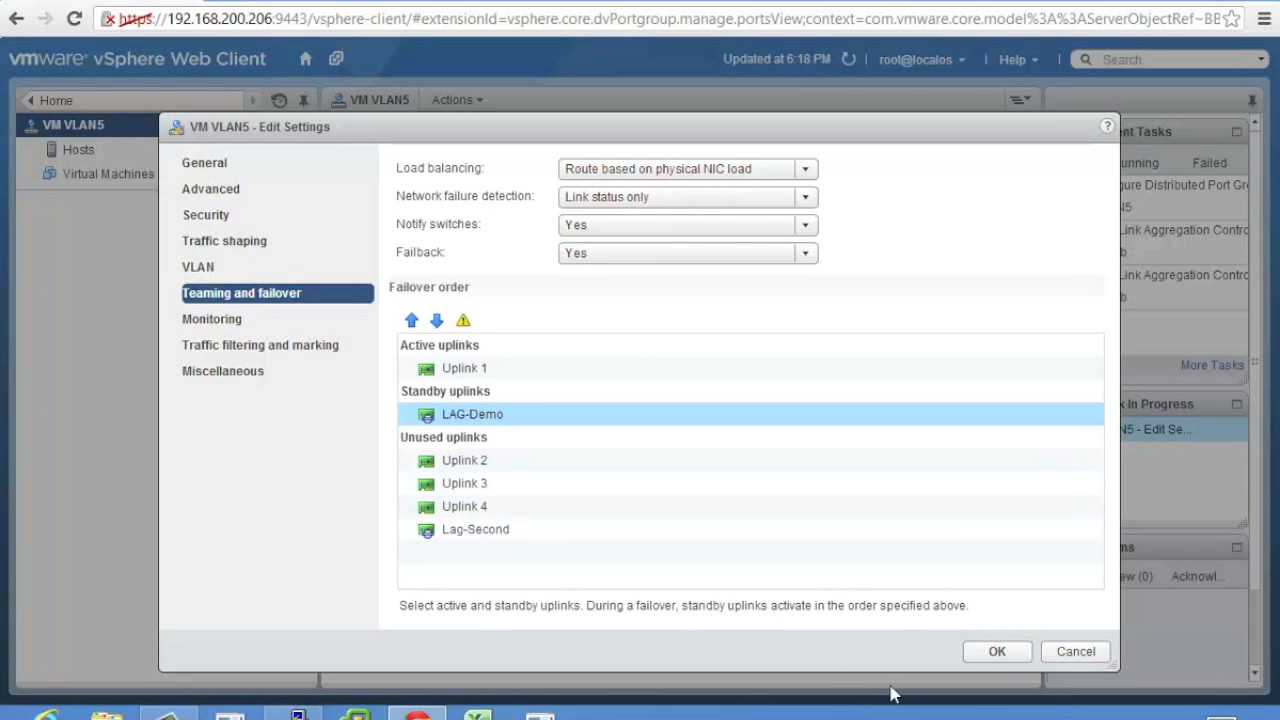 https://192.168.200.206:9443/vsphere-client/#extensionId=vsphere.core.dvPortgroup.manage.portsView;context=com.vmware.core.model%3A%3AServerObjectRef~BB
vmware® vSphere Web Client
Updated at 6:18 PM
root@localos
Help
Search
Home
VM VLAN5
Actions
VM VLAN5
Hosts
Virtual Machines
VM VLAN5 - Edit Settings
?
General
Advanced
Security
Traffic shaping
VLAN
Teaming and failover
Monitoring
Traffic filtering and marking
Miscellaneous
Load balancing: Route based on physical NIC load
Network failure detection: Link status only
Notify switches: Yes
Failback: Yes
Failover order
Active uplinks
Uplink 1
Standby uplinks
LAG-Demo
Unused uplinks
Uplink 2
Uplink 3
Uplink 4
Lag-Second
Select active and standby uplinks. During a failover, standby uplinks activate in the order specified above.
OK
Cancel
ent Tasks
unning Failed
gure Distributed Port Gr
N5
Link Aggregation Contro
b
Link Aggregation Contro
b
More Tasks
k In Progress
N5 - Edit Se...
ms
ew (0) Acknowl...